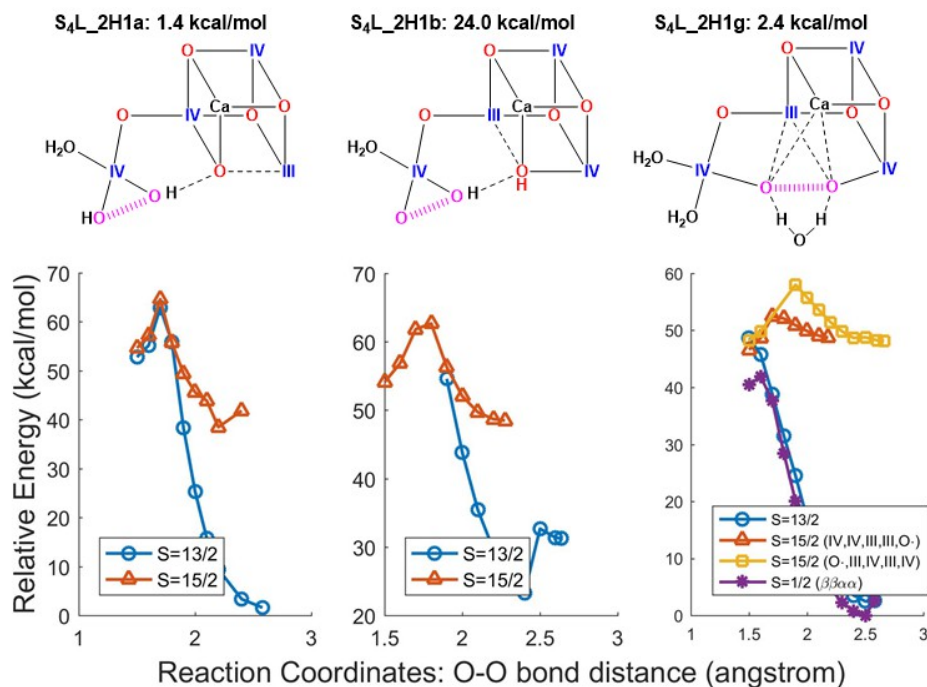 S₄L_2H1a: 1.4 kcal/mol
S₄L_2H1b: 24.0 kcal/mol
S₄L_2H1g: 2.4 kcal/mol
O IV
Ca O
O IV O
H₂O
IV H O III
HO O
O IV
Ca O
O III O
H₂O
IV H O IV
H
O O
O IV
Ca O
O III O
H₂O
IV IV
O O
H₂O H H
O
Relative Energy (kcal/mol)
70
60
50
40
30
20
10
0
1 2 3
S=13/2
S=15/2
70
60
50
40
30
20
1.5 2 2.5 3
S=13/2
S=15/2
60
50
40
30
20
10
0
1 1.5 2 2.5 3
S=13/2
S=15/2 (IV,IV,III,III,O·)
S=15/2 (O·,III,IV,III,IV)
S=1/2 (ββαα)
Reaction Coordinates: O-O bond distance (angstrom)